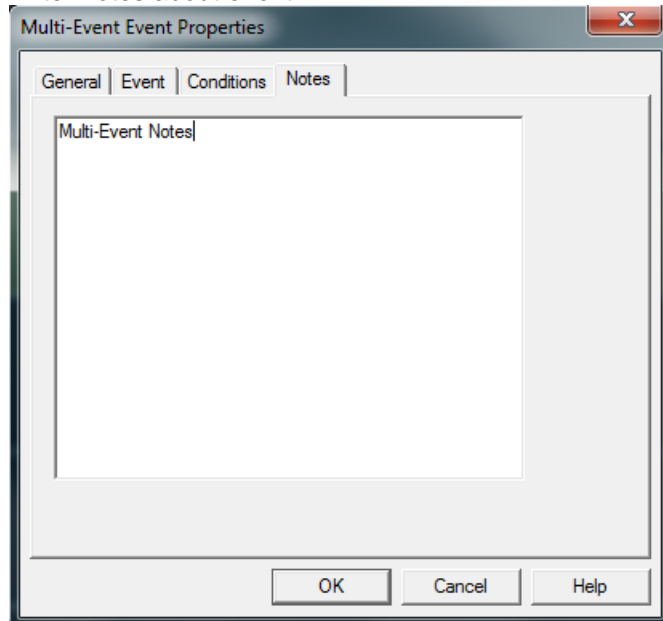 Multi-Event Event Properties
General Event Conditions Notes
Multi-Event Notes
OK Cancel Help